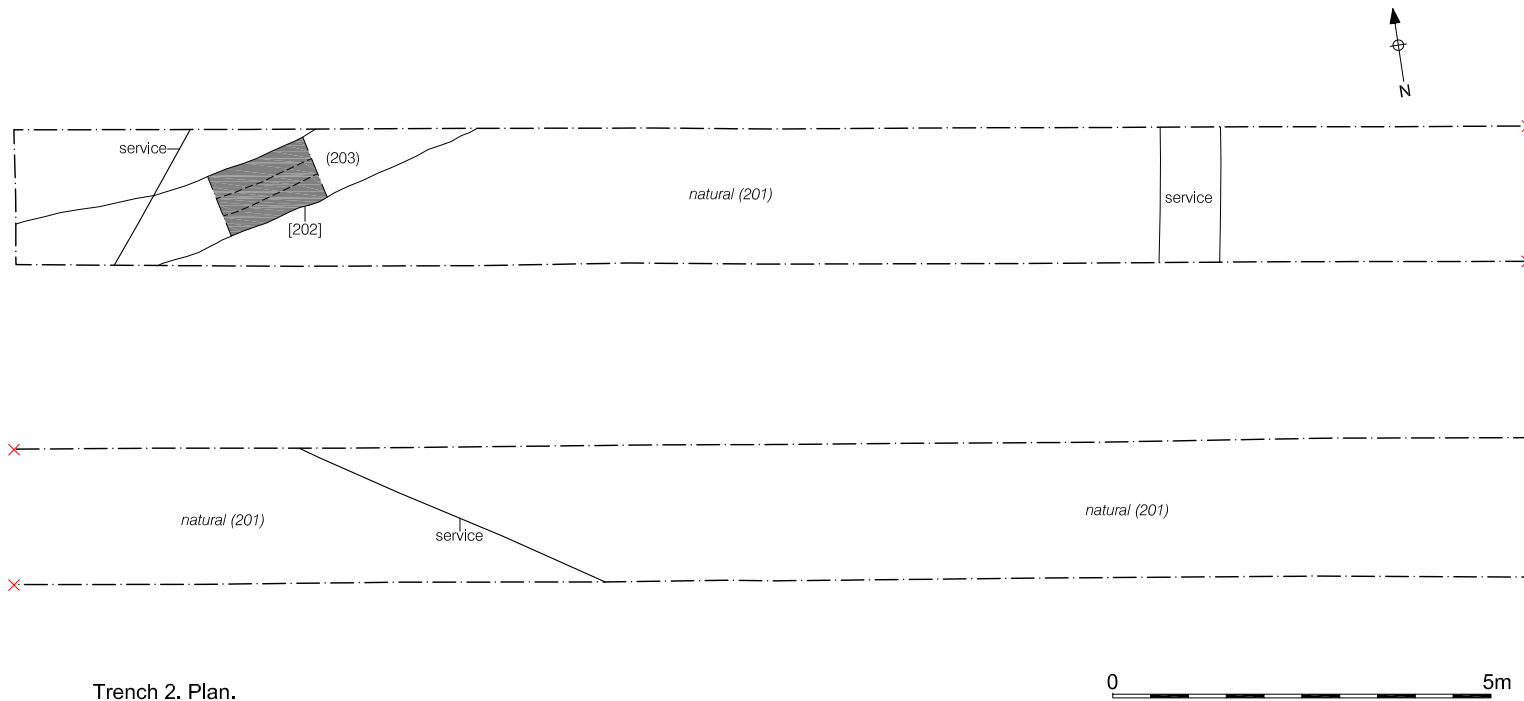 N
service
(203)
natural (201)
service
[202]
natural (201)
service
natural (201)
Trench 2. Plan.
0 5m